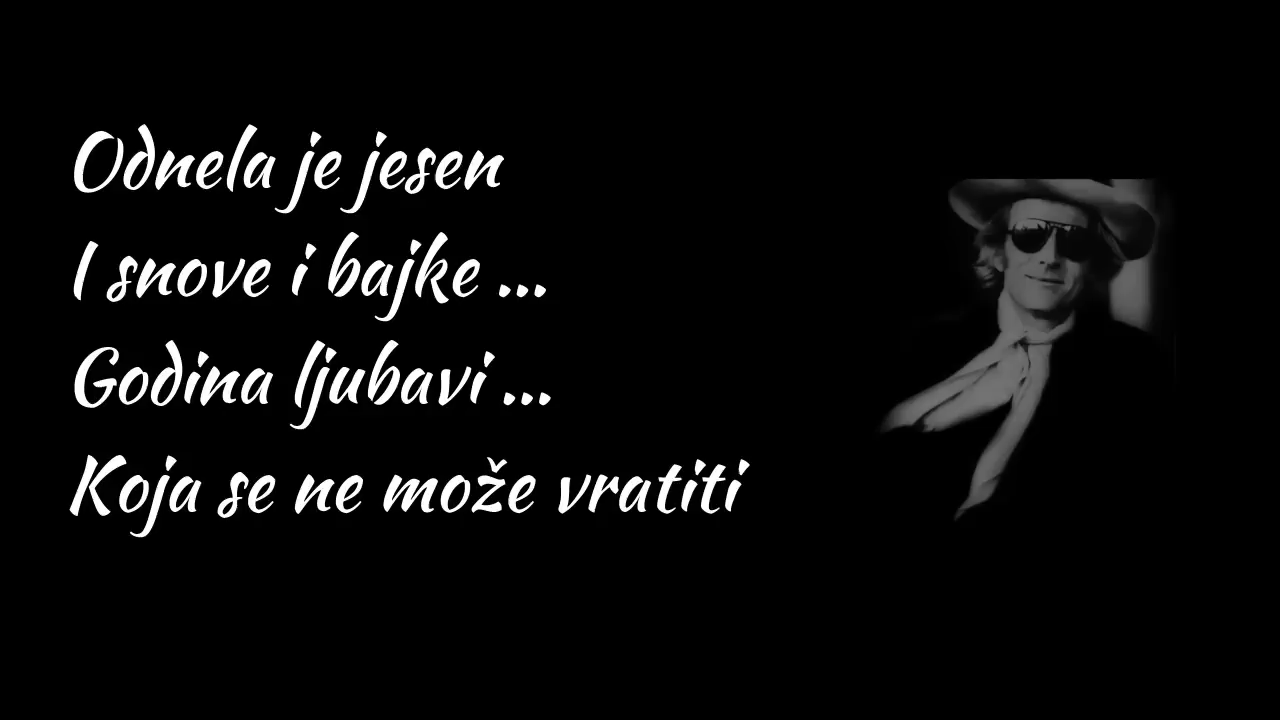 Odnela je jesen
I snove i bajke ...
Godina ljubavi ...
Koja se ne može vratiti